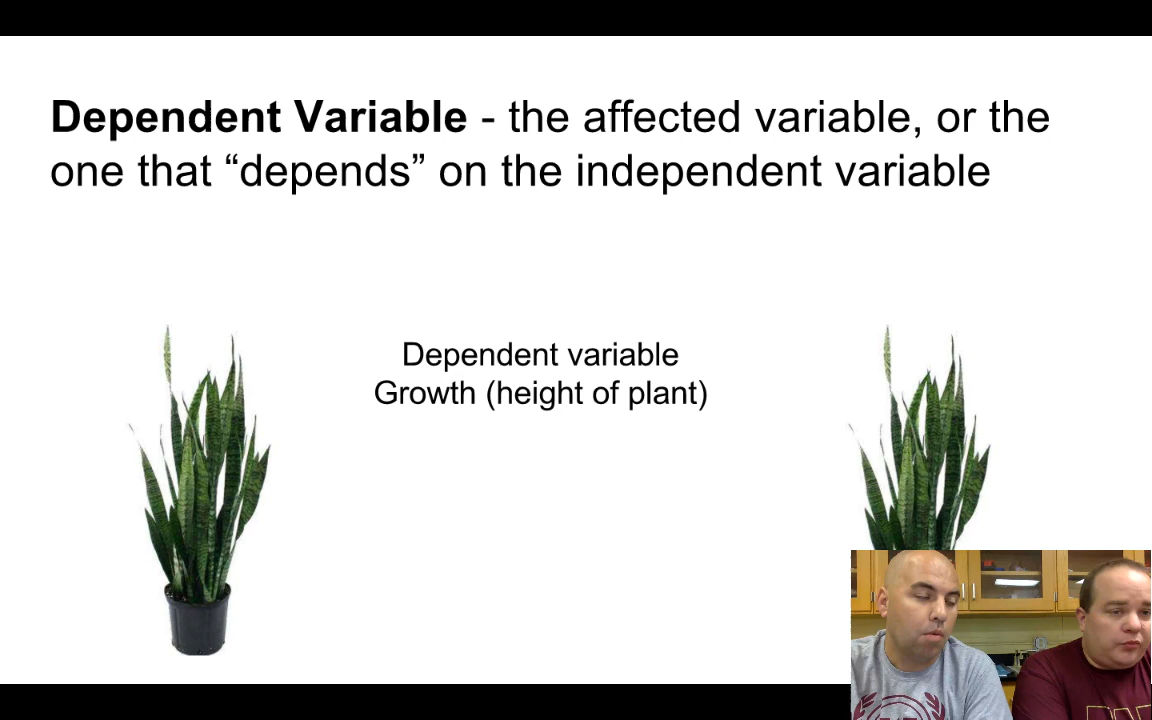 Dependent Variable - the affected variable, or the
one that “depends” on the independent variable
Dependent variable
Growth (height of plant)